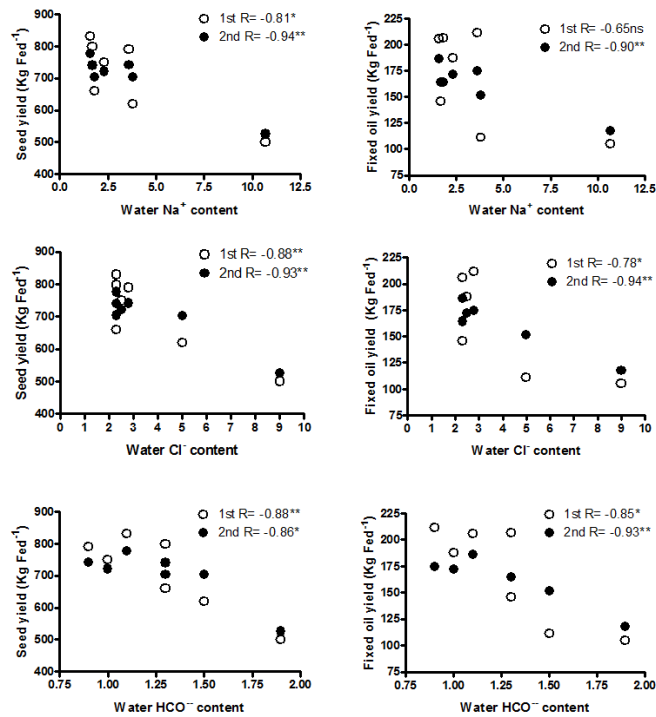 1st R= -0.81*
2nd R= -0.94**
Seed yield (Kg Fed⁻¹)
900
800
700
600
500
400
0.0 2.5 5.0 7.5 10.0 12.5
Water Na⁺ content
1st R= -0.65ns
2nd R= -0.90**
Fixed oil yield (Kg Fed⁻¹)
225
200
175
150
125
100
75
0.0 2.5 5.0 7.5 10.0 12.5
Water Na⁺ content
1st R= -0.88**
2nd R= -0.93**
Seed yield (Kg Fed⁻¹)
900
800
700
600
500
400
0 1 2 3 4 5 6 7 8 9 10
Water Cl⁻ content
1st R= -0.78*
2nd R= -0.94**
Fixed oil yield (Kg Fed⁻¹)
225
200
175
150
125
100
75
0 1 2 3 4 5 6 7 8 9 10
Water Cl⁻ content
1st R= -0.88**
2nd R= -0.86*
Seed yield (Kg Fed⁻¹)
900
800
700
600
500
400
0.75 1.00 1.25 1.50 1.75 2.00
Water HCO⁻⁻ content
1st R= -0.85*
2nd R= -0.93**
Fixed oil yield (Kg Fed⁻¹)
225
200
175
150
125
100
75
0.75 1.00 1.25 1.50 1.75 2.00
Water HCO⁻⁻ content